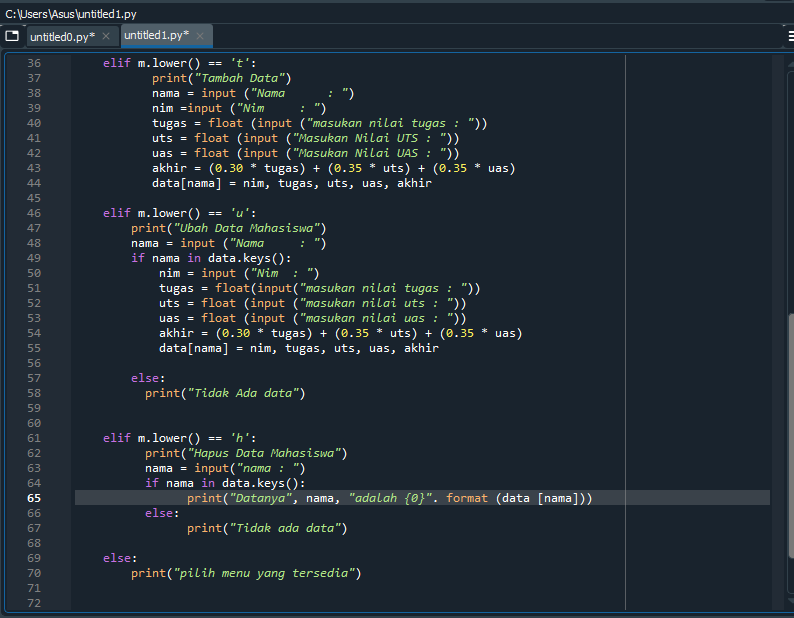 C:\Users\Asus\untitled1.py
untitled0.py* × untitled1.py* ×
36 elif m.lower() == 't':
37 print("Tambah Data")
38 nama = input ("Nama      : ")
39 nim =input ("Nim     : ")
40 tugas = float (input ("masukan nilai tugas : "))
41 uts = float (input ("Masukan Nilai UTS : "))
42 uas = float (input ("Masukan Nilai UAS : "))
43 akhir = (0.30 * tugas) + (0.35 * uts) + (0.35 * uas)
44 data[nama] = nim, tugas, uts, uas, akhir
45
46 elif m.lower() == 'u':
47 print("Ubah Data Mahasiswa")
48 nama = input ("Nama     : ")
49 if nama in data.keys():
50 nim = input ("Nim  : ")
51 tugas = float(input("masukan nilai tugas : "))
52 uts = float (input ("masukan nilai uts : "))
53 uas = float (input ("masukan nilai uas : "))
54 akhir = (0.30 * tugas) + (0.35 * uts) + (0.35 * uas)
55 data[nama] = nim, tugas, uts, uas, akhir
56
57 else:
58 print("Tidak Ada data")
59
60
61 elif m.lower() == 'h':
62 print("Hapus Data Mahasiswa")
63 nama = input("nama : ")
64 if nama in data.keys():
65 print("Datanya", nama, "adalah {0}". format (data [nama]))
66 else:
67 print("Tidak ada data")
68
69 else:
70 print("pilih menu yang tersedia")
71
72